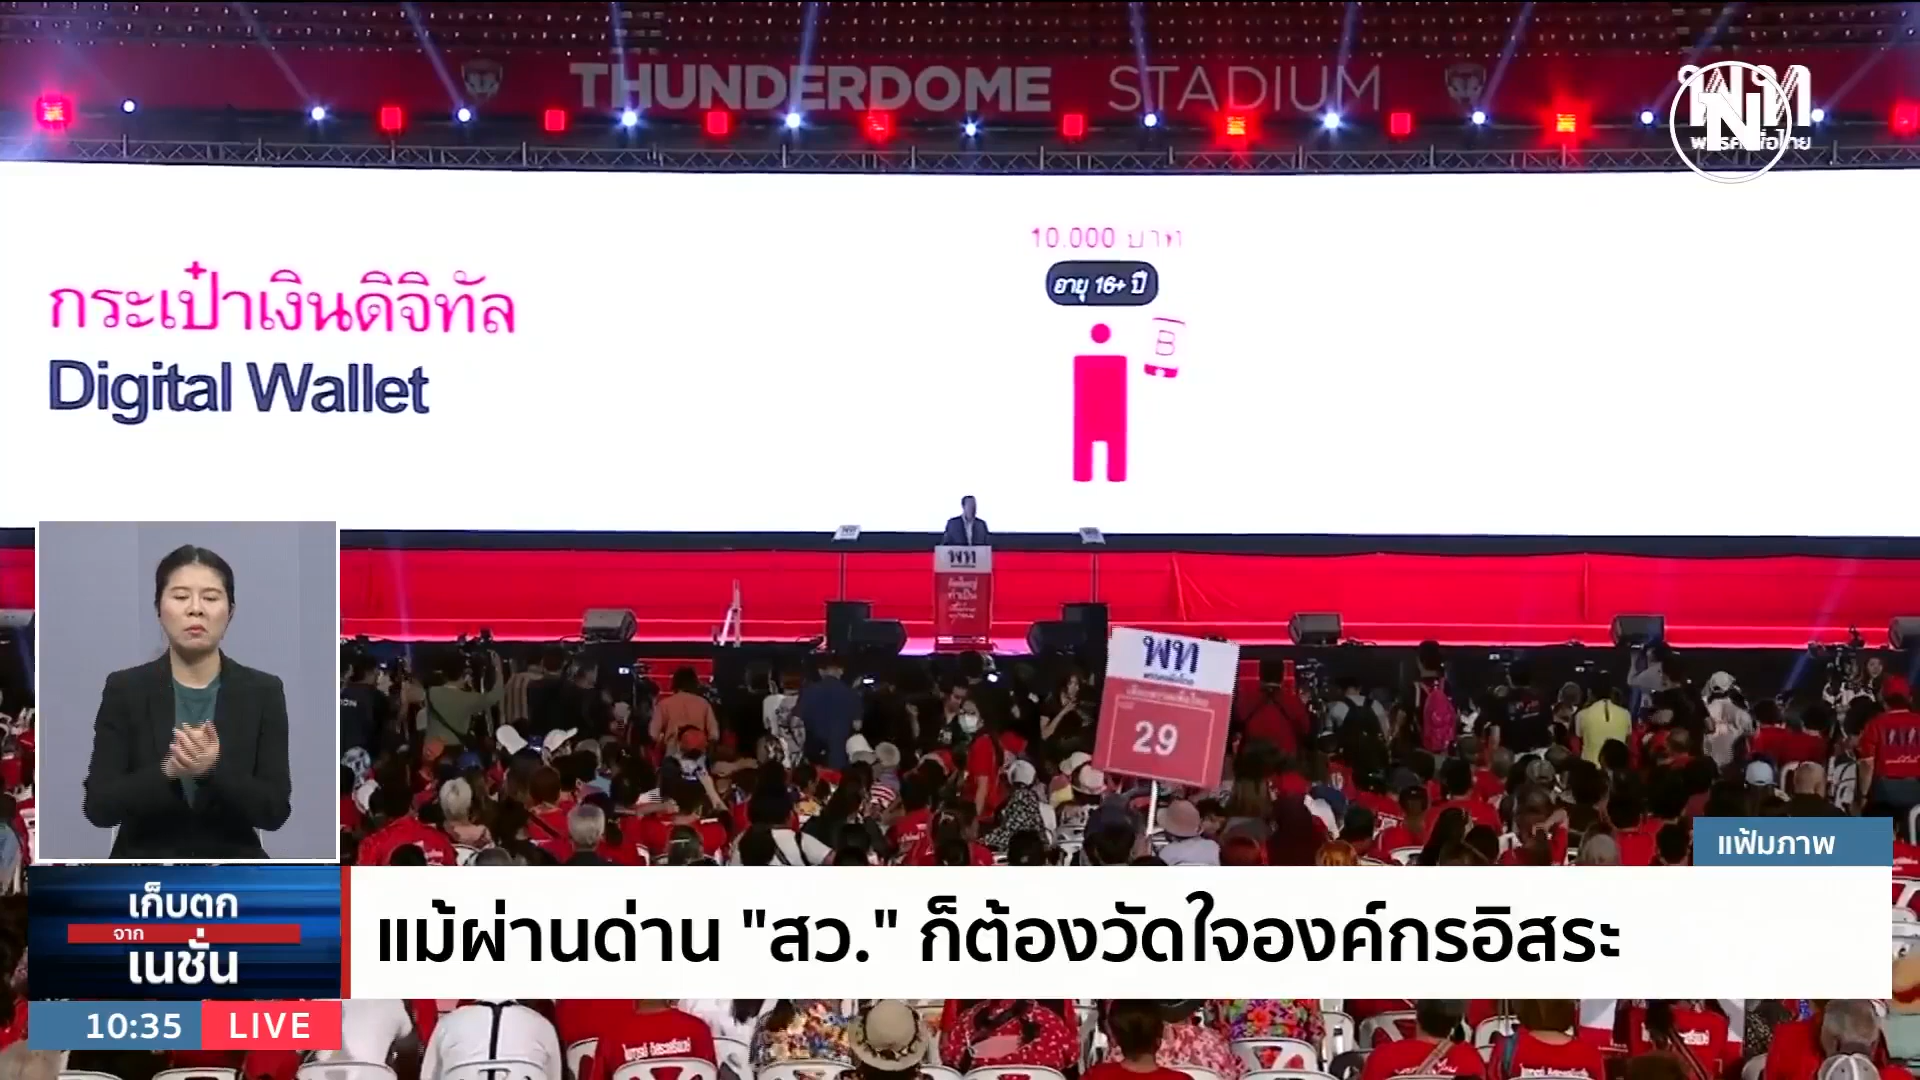 THUNDERDOME STADIUM
พท
N
10.000 บาท
อายุ 16+ ปี
B
กระเป๋าเงินดิจิทัล
Digital Wallet
พท
พท
29
แฟ้มภาพ
เก็บตก
จาก
เนชั่น
แม้ผ่านด่าน "สว." ก็ต้องวัดใจองค์กรอิสระ
10:35 LIVE